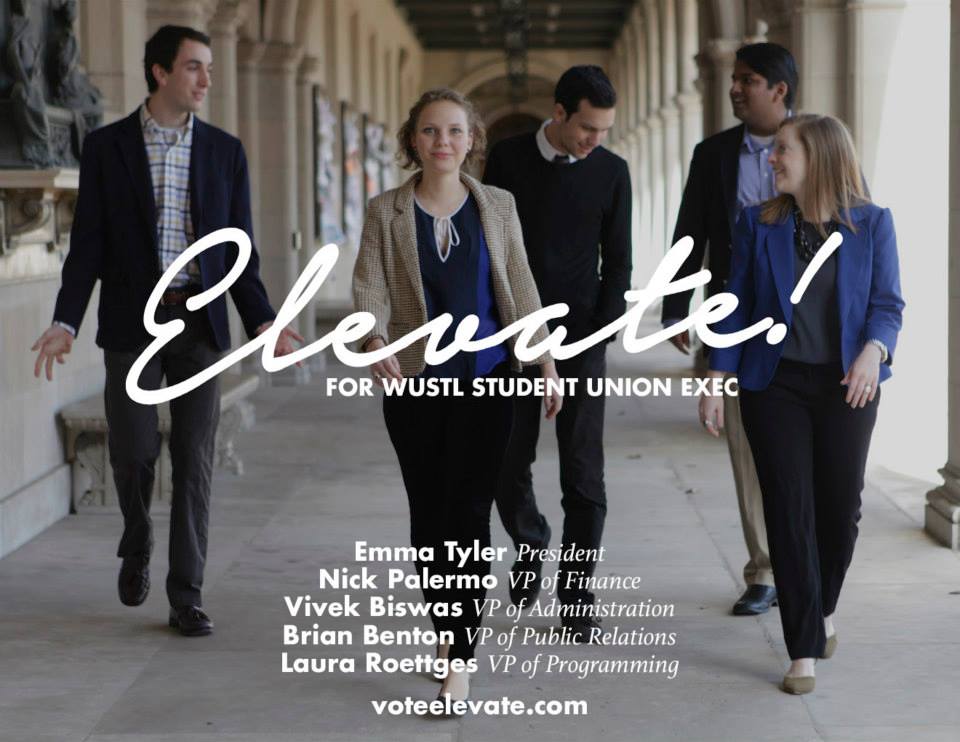 Elevate!
FOR WUSTL STUDENT UNION EXEC
Emma Tyler President
Nick Palermo VP of Finance
Vivek Biswas VP of Administration
Brian Benton VP of Public Relations
Laura Roettges VP of Programming
voteelevate.com